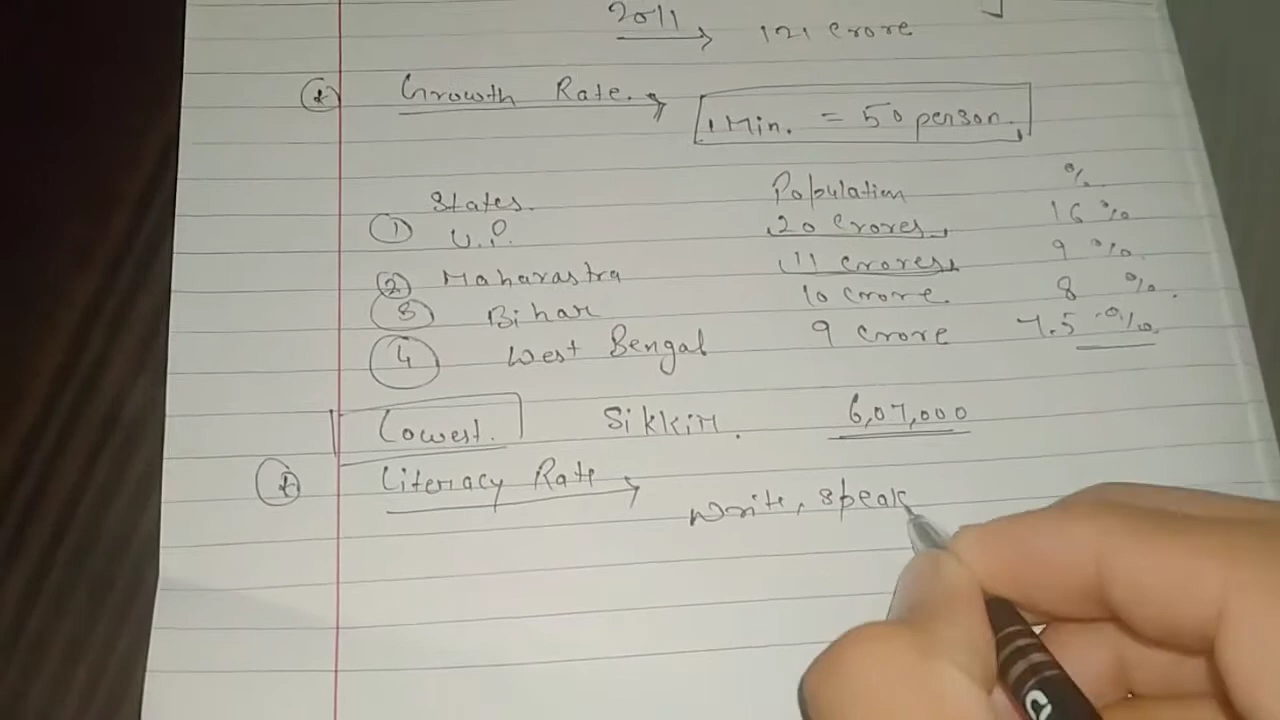 2011 → 121 crore
Growth Rate. → 1 Min. = 50 person.
States. Population %
① U.P. 20 crores, 16 %
② Maharastra 11 crores, 9 %
③ Bihar 10 crore. 8 %.
④ West Bengal 9 crore 7.5 %
Lowest. Sikkim. 6,07,000
Literacy Rate → write, speak